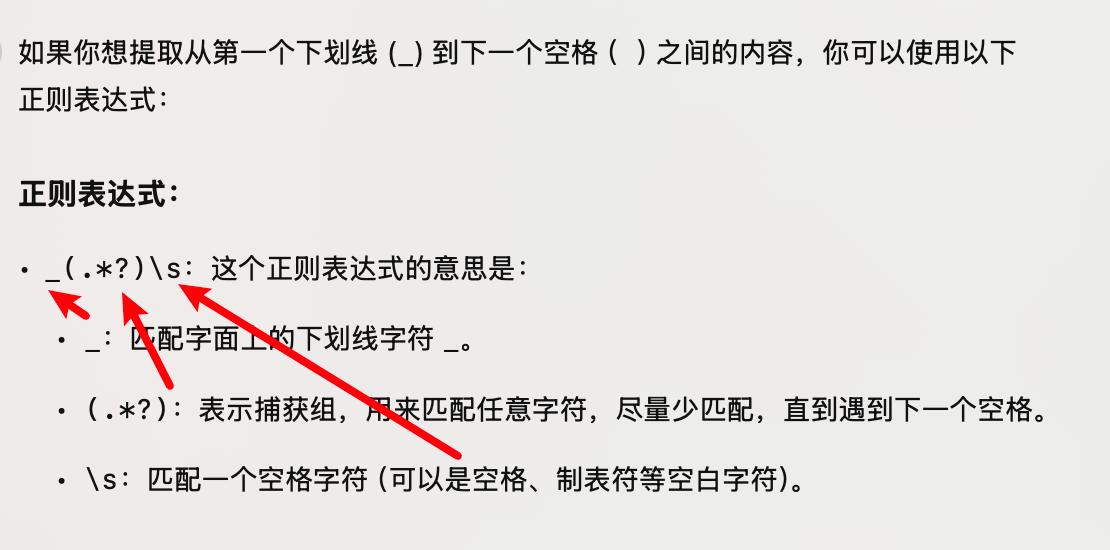 如果你想提取从第一个下划线 (_) 到下一个空格 ( ) 之间的内容，你可以使用以下
正则表达式：
正则表达式：
• _(.*?)\s：这个正则表达式的意思是：
• _：匹配字面上的下划线字符 _。
• (.*?)：表示捕获组，用来匹配任意字符，尽量少匹配，直到遇到下一个空格。
• \s：匹配一个空格字符 (可以是空格、制表符等空白字符)。